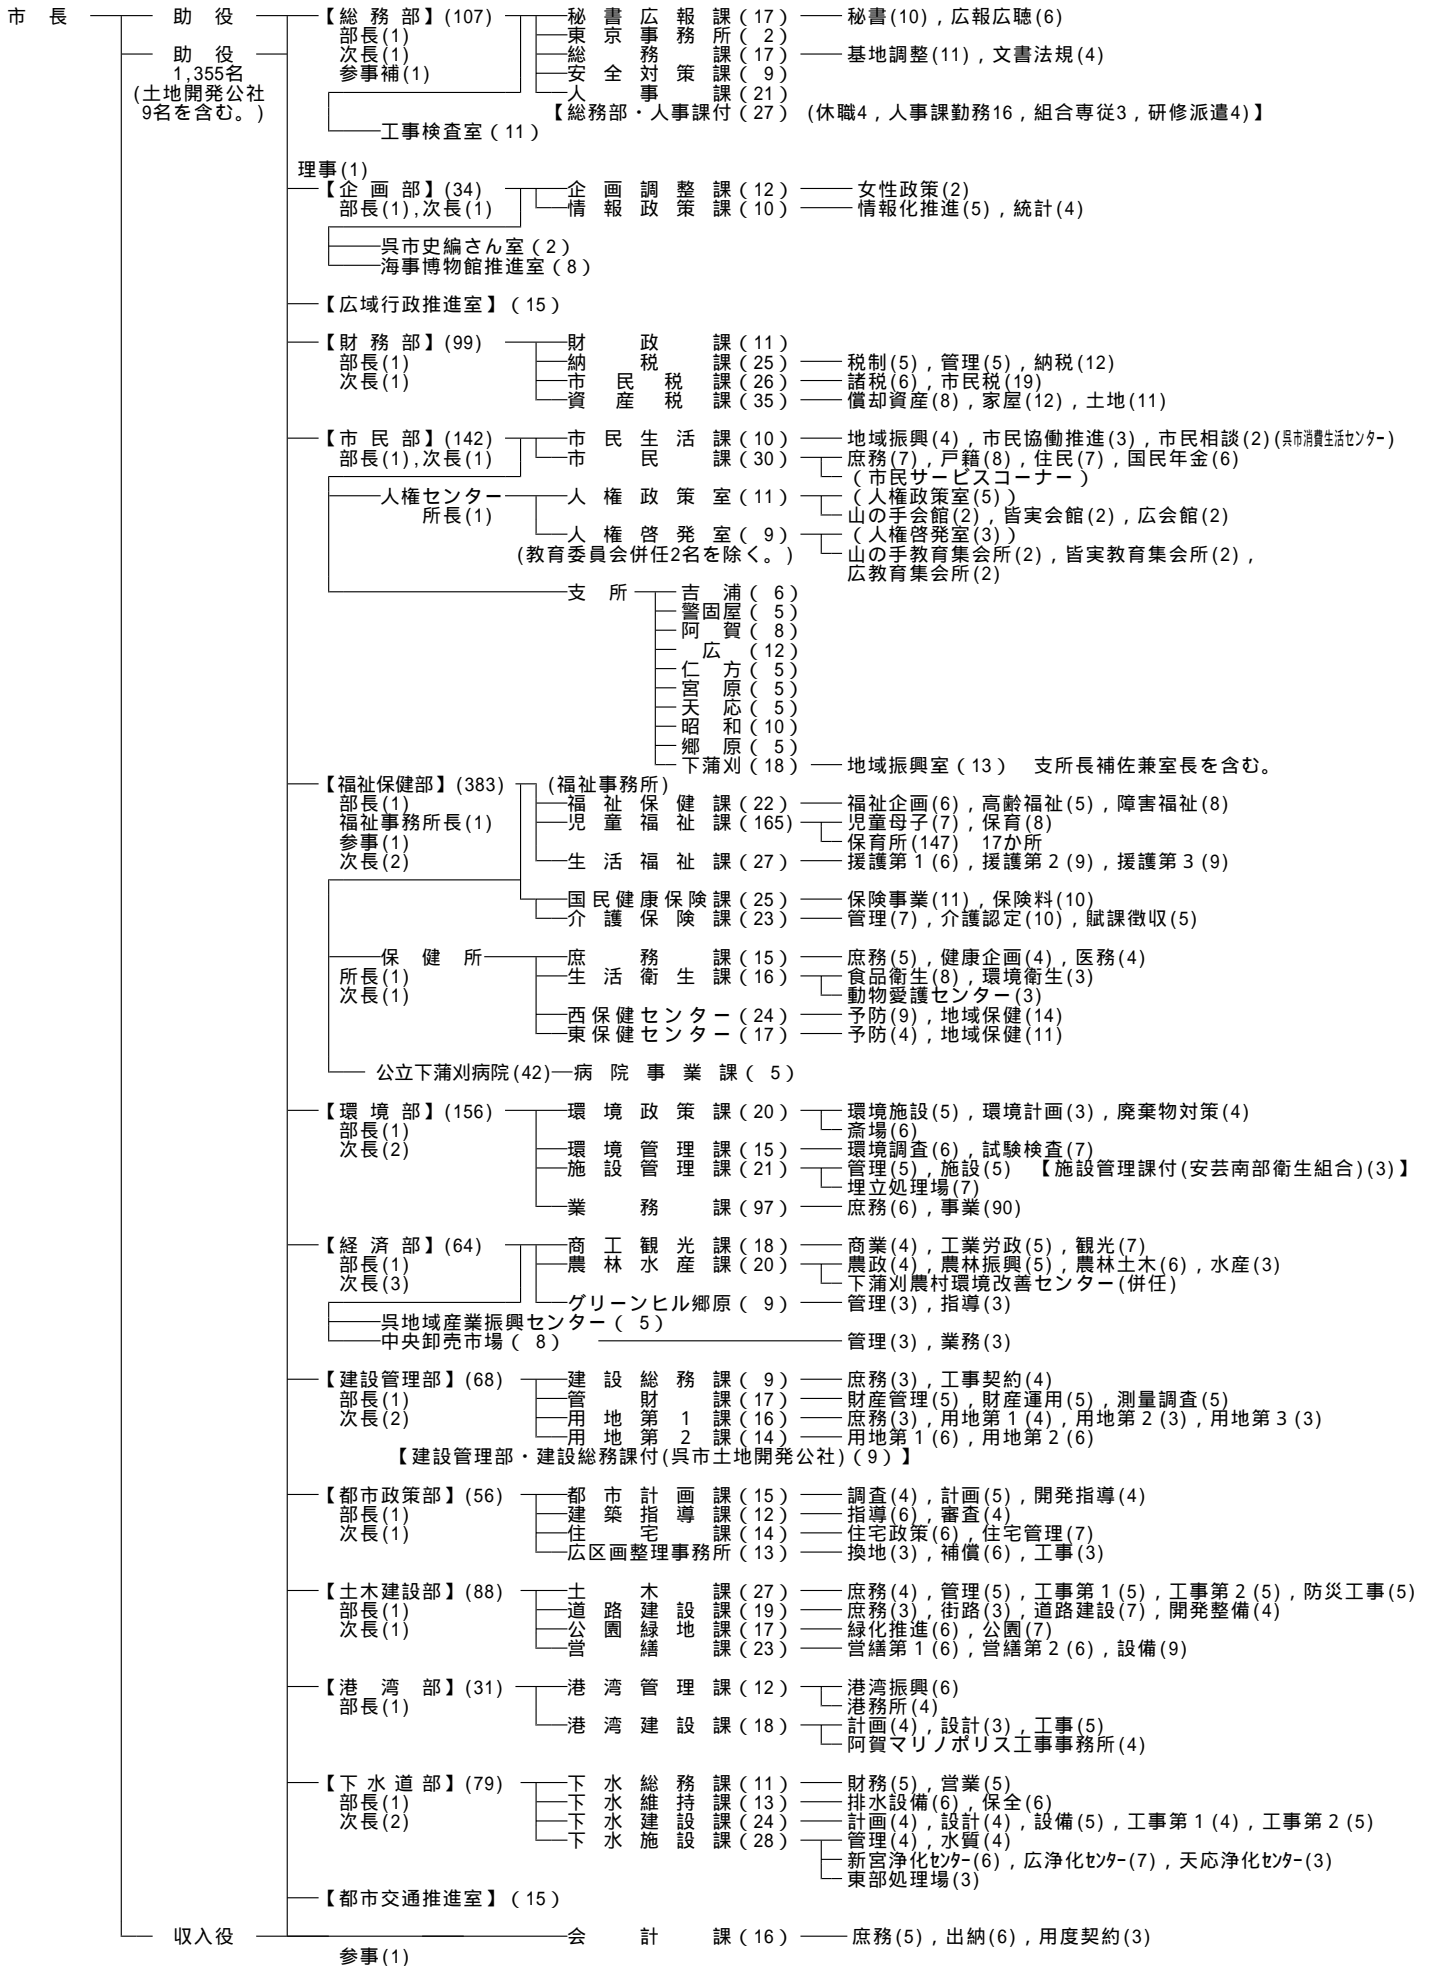 市長 助役 【総務部】(107) 秘書広報課(17) 秘書(10)，広報広聴(6)
部長(1) 東京事務所(2)
助役 次長(1) 総務課(17) 基地調整(11)，文書法規(4)
1,355名 参事補(1) 安全対策課(9)
(土地開発公社 人事課(21)
9名を含む。) 【総務部・人事課付(27) (休職4，人事課勤務16，組合専従3，研修派遣4)】
工事検査室(11)
理事(1)
【企画部】(34) 企画調整課(12) 女性政策(2)
部長(1),次長(1) 情報政策課(10) 情報化推進(5)，統計(4)
呉市史編さん室(2)
海事博物館推進室(8)
【広域行政推進室】(15)
【財務部】(99) 財政課(11)
部長(1) 納税課(25) 税制(5)，管理(5)，納税(12)
次長(1) 市民税課(26) 諸税(6)，市民税(19)
資産税課(35) 償却資産(8)，家屋(12)，土地(11)
【市民部】(142) 市民生活課(10) 地域振興(4)，市民協働推進(3)，市民相談(2)(呉市消費生活センター)
部長(1),次長(1) 市民課(30) 庶務(7)，戸籍(8)，住民(7)，国民年金(6)
(市民サービスコーナー)
人権センター 人権政策室(11) (人権政策室(5))
所長(1) 山の手会館(2)，皆実会館(2)，広会館(2)
人権啓発室(9) (人権啓発室(3))
(教育委員会併任2名を除く。) 山の手教育集会所(2)，皆実教育集会所(2)，
広教育集会所(2)
支所 吉浦(6)
警固屋(5)
阿賀(8)
広(12)
仁方(5)
宮原(5)
天応(5)
昭和(10)
郷原(5)
下蒲刈(18) 地域振興室(13) 支所長補佐兼室長を含む。
【福祉保健部】(383) (福祉事務所)
部長(1) 福祉保健課(22) 福祉企画(6)，高齢福祉(5)，障害福祉(8)
福祉事務所長(1) 児童福祉課(165) 児童母子(7)，保育(8)
参事(1) 保育所(147) 17か所
次長(2) 生活福祉課(27) 援護第1(6)，援護第2(9)，援護第3(9)
国民健康保険課(25) 保険事業(11)，保険料(10)
介護保険課(23) 管理(7)，介護認定(10)，賦課徴収(5)
保健所 庶務課(15) 庶務(5)，健康企画(4)，医務(4)
所長(1) 生活衛生課(16) 食品衛生(8)，環境衛生(3)
次長(1) 動物愛護センター(3)
西保健センター(24) 予防(9)，地域保健(14)
東保健センター(17) 予防(4)，地域保健(11)
公立下蒲刈病院(42) 病院事業課(5)
【環境部】(156) 環境政策課(20) 環境施設(5)，環境計画(3)，廃棄物対策(4)
部長(1) 斎場(6)
次長(2) 環境管理課(15) 環境調査(6)，試験検査(7)
施設管理課(21) 管理(5)，施設(5) 【施設管理課付(安芸南部衛生組合)(3)】
埋立処理場(7)
業務課(97) 庶務(6)，事業(90)
【経済部】(64) 商工観光課(18) 商業(4)，工業労政(5)，観光(7)
部長(1) 農林水産課(20) 農政(4)，農林振興(5)，農林土木(6)，水産(3)
次長(3) 下蒲刈農村環境改善センター(併任)
グリーンヒル郷原(9) 管理(3)，指導(3)
呉地域産業振興センター(5)
中央卸売市場(8) 管理(3)，業務(3)
【建設管理部】(68) 建設総務課(9) 庶務(3)，工事契約(4)
部長(1) 管財課(17) 財産管理(5)，財産運用(5)，測量調査(5)
次長(2) 用地第1課(16) 庶務(3)，用地第1(4)，用地第2(3)，用地第3(3)
用地第2課(14) 用地第1(6)，用地第2(6)
【建設管理部・建設総務課付(呉市土地開発公社)(9)】
【都市政策部】(56) 都市計画課(15) 調査(4)，計画(5)，開発指導(4)
部長(1) 建築指導課(12) 指導(6)，審査(4)
次長(1) 住宅課(14) 住宅政策(6)，住宅管理(7)
広区画整理事務所(13) 換地(3)，補償(6)，工事(3)
【土木建設部】(88) 土木課(27) 庶務(4)，管理(5)，工事第1(5)，工事第2(5)，防災工事(5)
部長(1) 道路建設課(19) 庶務(3)，街路(3)，道路建設(7)，開発整備(4)
次長(1) 公園緑地課(17) 緑化推進(6)，公園(7)
営繕課(23) 営繕第1(6)，営繕第2(6)，設備(9)
【港湾部】(31) 港湾管理課(12) 港湾振興(6)
部長(1) 港務所(4)
港湾建設課(18) 計画(4)，設計(3)，工事(5)
阿賀マリノポリス工事事務所(4)
【下水道部】(79) 下水総務課(11) 財務(5)，営業(5)
部長(1) 下水維持課(13) 排水設備(6)，保全(6)
次長(2) 下水建設課(24) 計画(4)，設計(4)，設備(5)，工事第1(4)，工事第2(5)
下水施設課(28) 管理(4)，水質(4)
新宮浄化センター(6)，広浄化センター(7)，天応浄化センター(3)
東部処理場(3)
【都市交通推進室】(15)
収入役 会計課(16) 庶務(5)，出納(6)，用度契約(3)
参事(1)